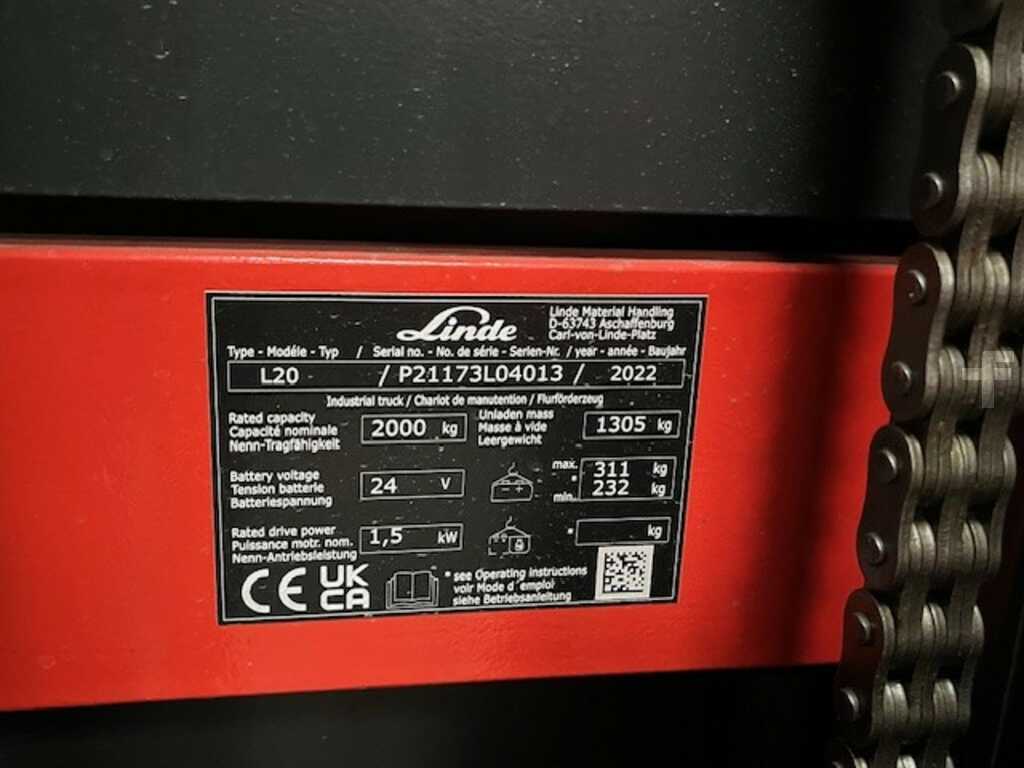 Linde
Linde Material Handling
D-63743 Aschaffenburg
Carl-von-Linde-Platz
Type - Modéle - Typ / Serial no. - No. de série - Serien-Nr. / year - année - Baujahr
L20 / P21173L04013 / 2022
Industrial truck / Chariot de manutention / Flurförderzeug
Rated capacity
Capacité nominale
Nenn-Tragfähigkeit
2000 kg
Unladen mass
Masse à vide
Leergewicht
1305 kg
Battery voltage
Tension batterie
Batteriespannung
24 V
max. 311 kg
*
min. 232 kg
Rated drive power
Puissance motr. nom.
Nenn-Antriebsleistung
1,5 kW
* kg
CE UK
CA
* see Operating instructions
voir Mode d´emploi
siehe Betriebsanleitung